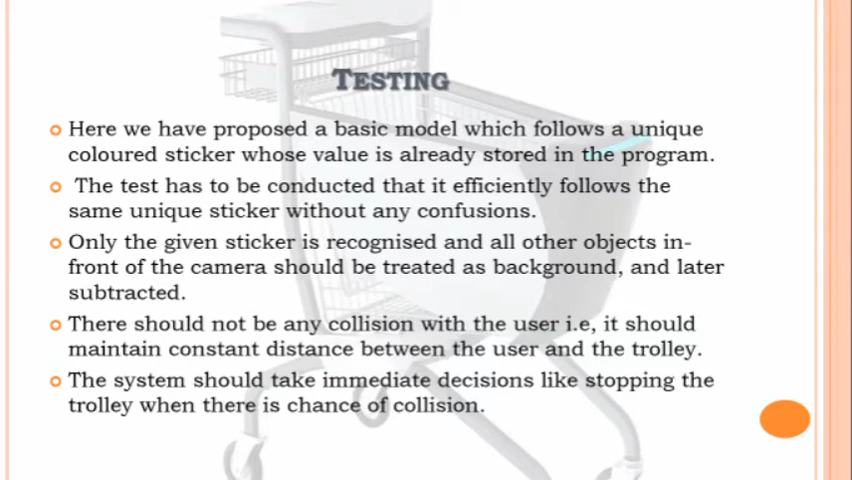 TESTING
Here we have proposed a basic model which follows a unique
coloured sticker whose value is already stored in the program.
The test has to be conducted that it efficiently follows the
same unique sticker without any confusions.
Only the given sticker is recognised and all other objects in-
front of the camera should be treated as background, and later
subtracted.
There should not be any collision with the user i.e, it should
maintain constant distance between the user and the trolley.
The system should take immediate decisions like stopping the
trolley when there is chance of collision.